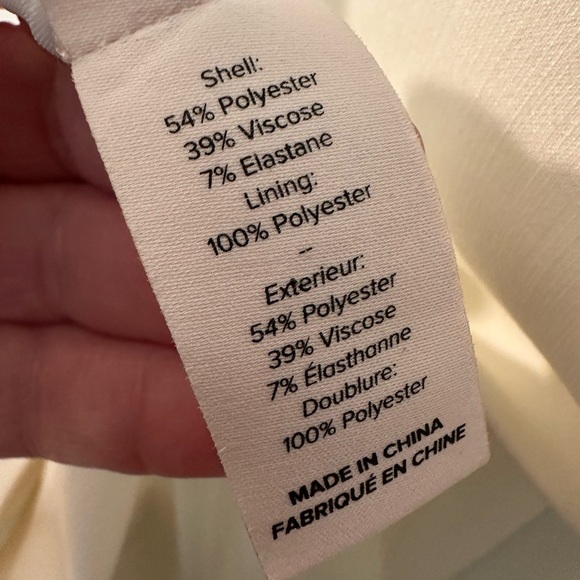 Shell:
54% Polyester
39% Viscose
7% Elastane
Lining:
100% Polyester
--
Exterieur:
54% Polyester
39% Viscose
7% Élasthanne
Doublure:
100% Polyester
MADE IN CHINA
FABRIQUÉ EN CHINE